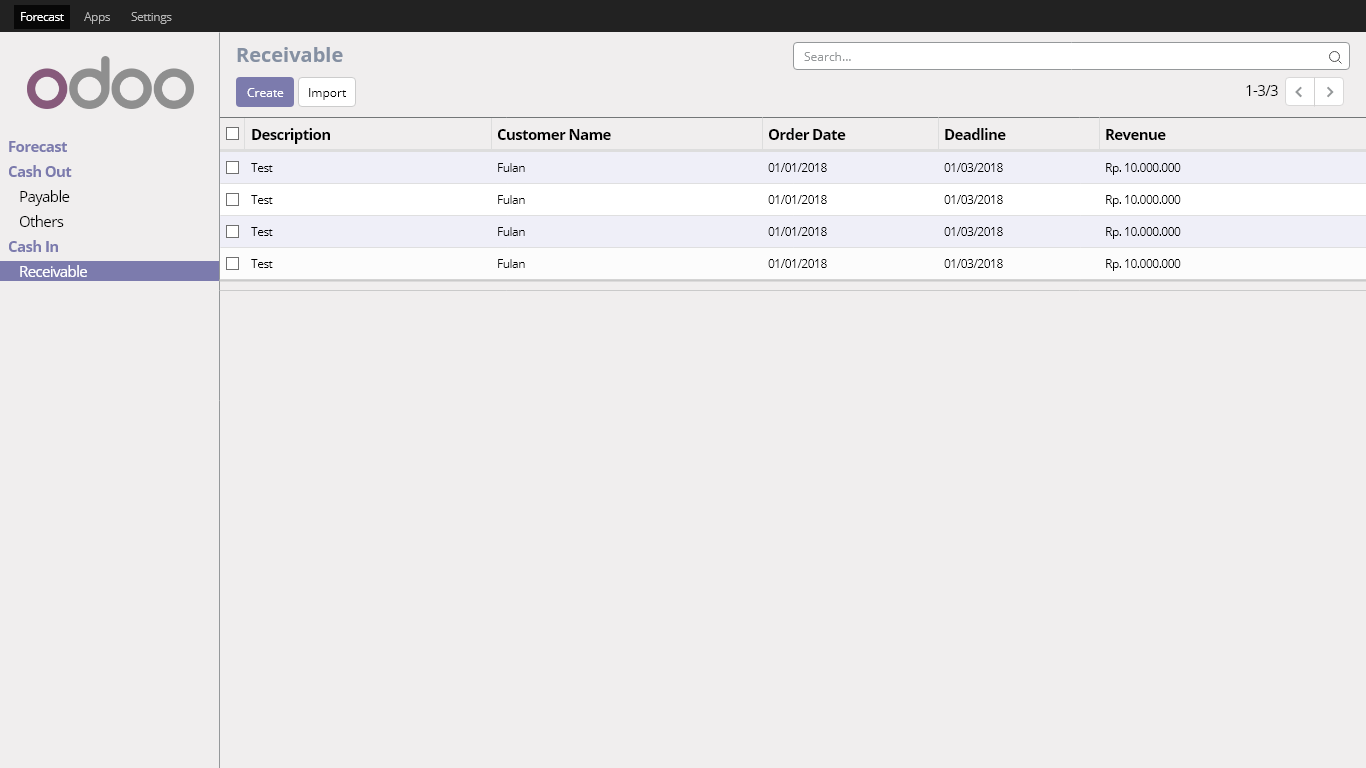 Forecast Apps Settings
odoo
Receivable
Search...
Create Import
1-3/3
Forecast
Cash Out
Payable
Others
Cash In
Receivable
Description Customer Name Order Date Deadline Revenue
Test Fulan 01/01/2018 01/03/2018 Rp. 10.000.000
Test Fulan 01/01/2018 01/03/2018 Rp. 10.000.000
Test Fulan 01/01/2018 01/03/2018 Rp. 10.000.000
Test Fulan 01/01/2018 01/03/2018 Rp. 10.000.000